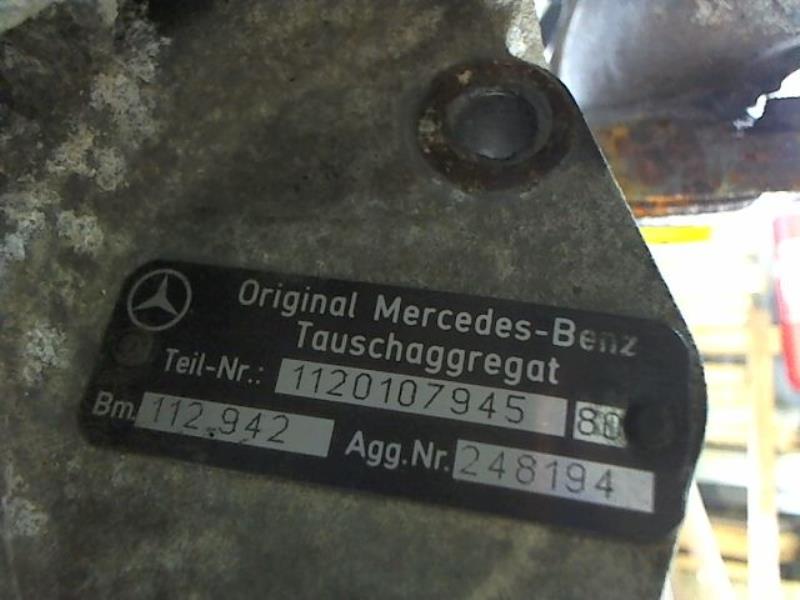 Original Mercedes-Benz
Tauschaggregat
Teil-Nr.: 1120107945 80
Bm. 112.942 Agg.Nr. 248194